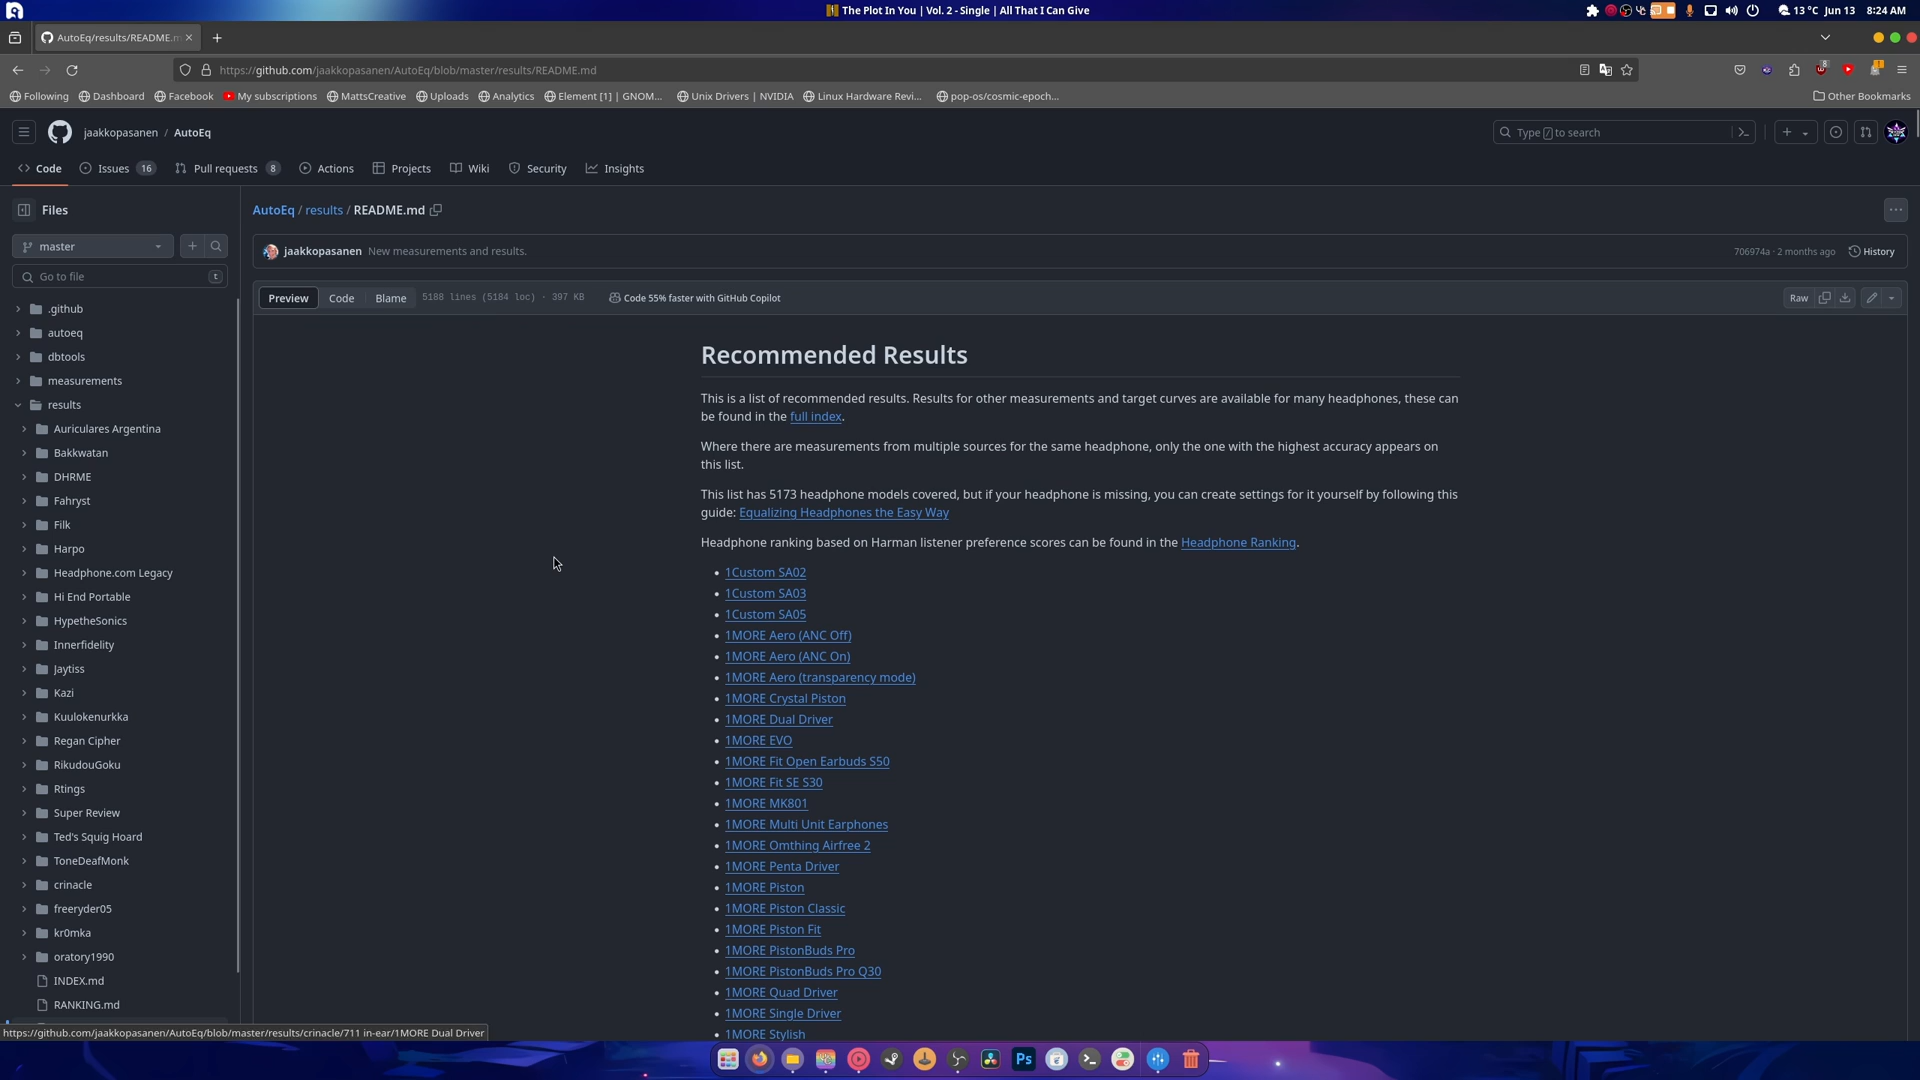 The Plot In You | Vol. 2 - Single | All That I Can Give
13 °C Jun 13 8:24 AM
AutoEq/results/README.m
https://github.com/jaakkopasanen/AutoEq/blob/master/results/README.md
8
Following Dashboard Facebook My subscriptions MattsCreative Uploads Analytics Element [1] | GNOM... Unix Drivers | NVIDIA Linux Hardware Revi... pop-os/cosmic-epoch... Other Bookmarks
jaakkopasanen / AutoEq
Type / to search
Code Issues 16 Pull requests 8 Actions Projects Wiki Security Insights
Files
master
Go to file t
.github
autoeq
dbtools
measurements
results
Auriculares Argentina
Bakkwatan
DHRME
Fahryst
Filk
Harpo
Headphone.com Legacy
Hi End Portable
HypetheSonics
Innerfidelity
Jaytiss
Kazi
Kuulokenurkka
Regan Cipher
RikudouGoku
Rtings
Super Review
Ted's Squig Hoard
ToneDeafMonk
crinacle
freeryder05
kr0mka
oratory1990
INDEX.md
RANKING.md
AutoEq / results / README.md
jaakkopasanen New measurements and results. 706974a · 2 months ago History
Preview Code Blame 5188 lines (5184 loc) · 397 KB Code 55% faster with GitHub Copilot Raw
Recommended Results
This is a list of recommended results. Results for other measurements and target curves are available for many headphones, these can
be found in the full index.
Where there are measurements from multiple sources for the same headphone, only the one with the highest accuracy appears on
this list.
This list has 5173 headphone models covered, but if your headphone is missing, you can create settings for it yourself by following this
guide: Equalizing Headphones the Easy Way
Headphone ranking based on Harman listener preference scores can be found in the Headphone Ranking.
1Custom SA02
1Custom SA03
1Custom SA05
1MORE Aero (ANC Off)
1MORE Aero (ANC On)
1MORE Aero (transparency mode)
1MORE Crystal Piston
1MORE Dual Driver
1MORE EVO
1MORE Fit Open Earbuds S50
1MORE Fit SE S30
1MORE MK801
1MORE Multi Unit Earphones
1MORE Omthing Airfree 2
1MORE Penta Driver
1MORE Piston
1MORE Piston Classic
1MORE Piston Fit
1MORE PistonBuds Pro
1MORE PistonBuds Pro Q30
1MORE Quad Driver
1MORE Single Driver
1MORE Stylish
https://github.com/jaakkopasanen/AutoEq/blob/master/results/crinacle/711 in-ear/1MORE Dual Driver
Ps